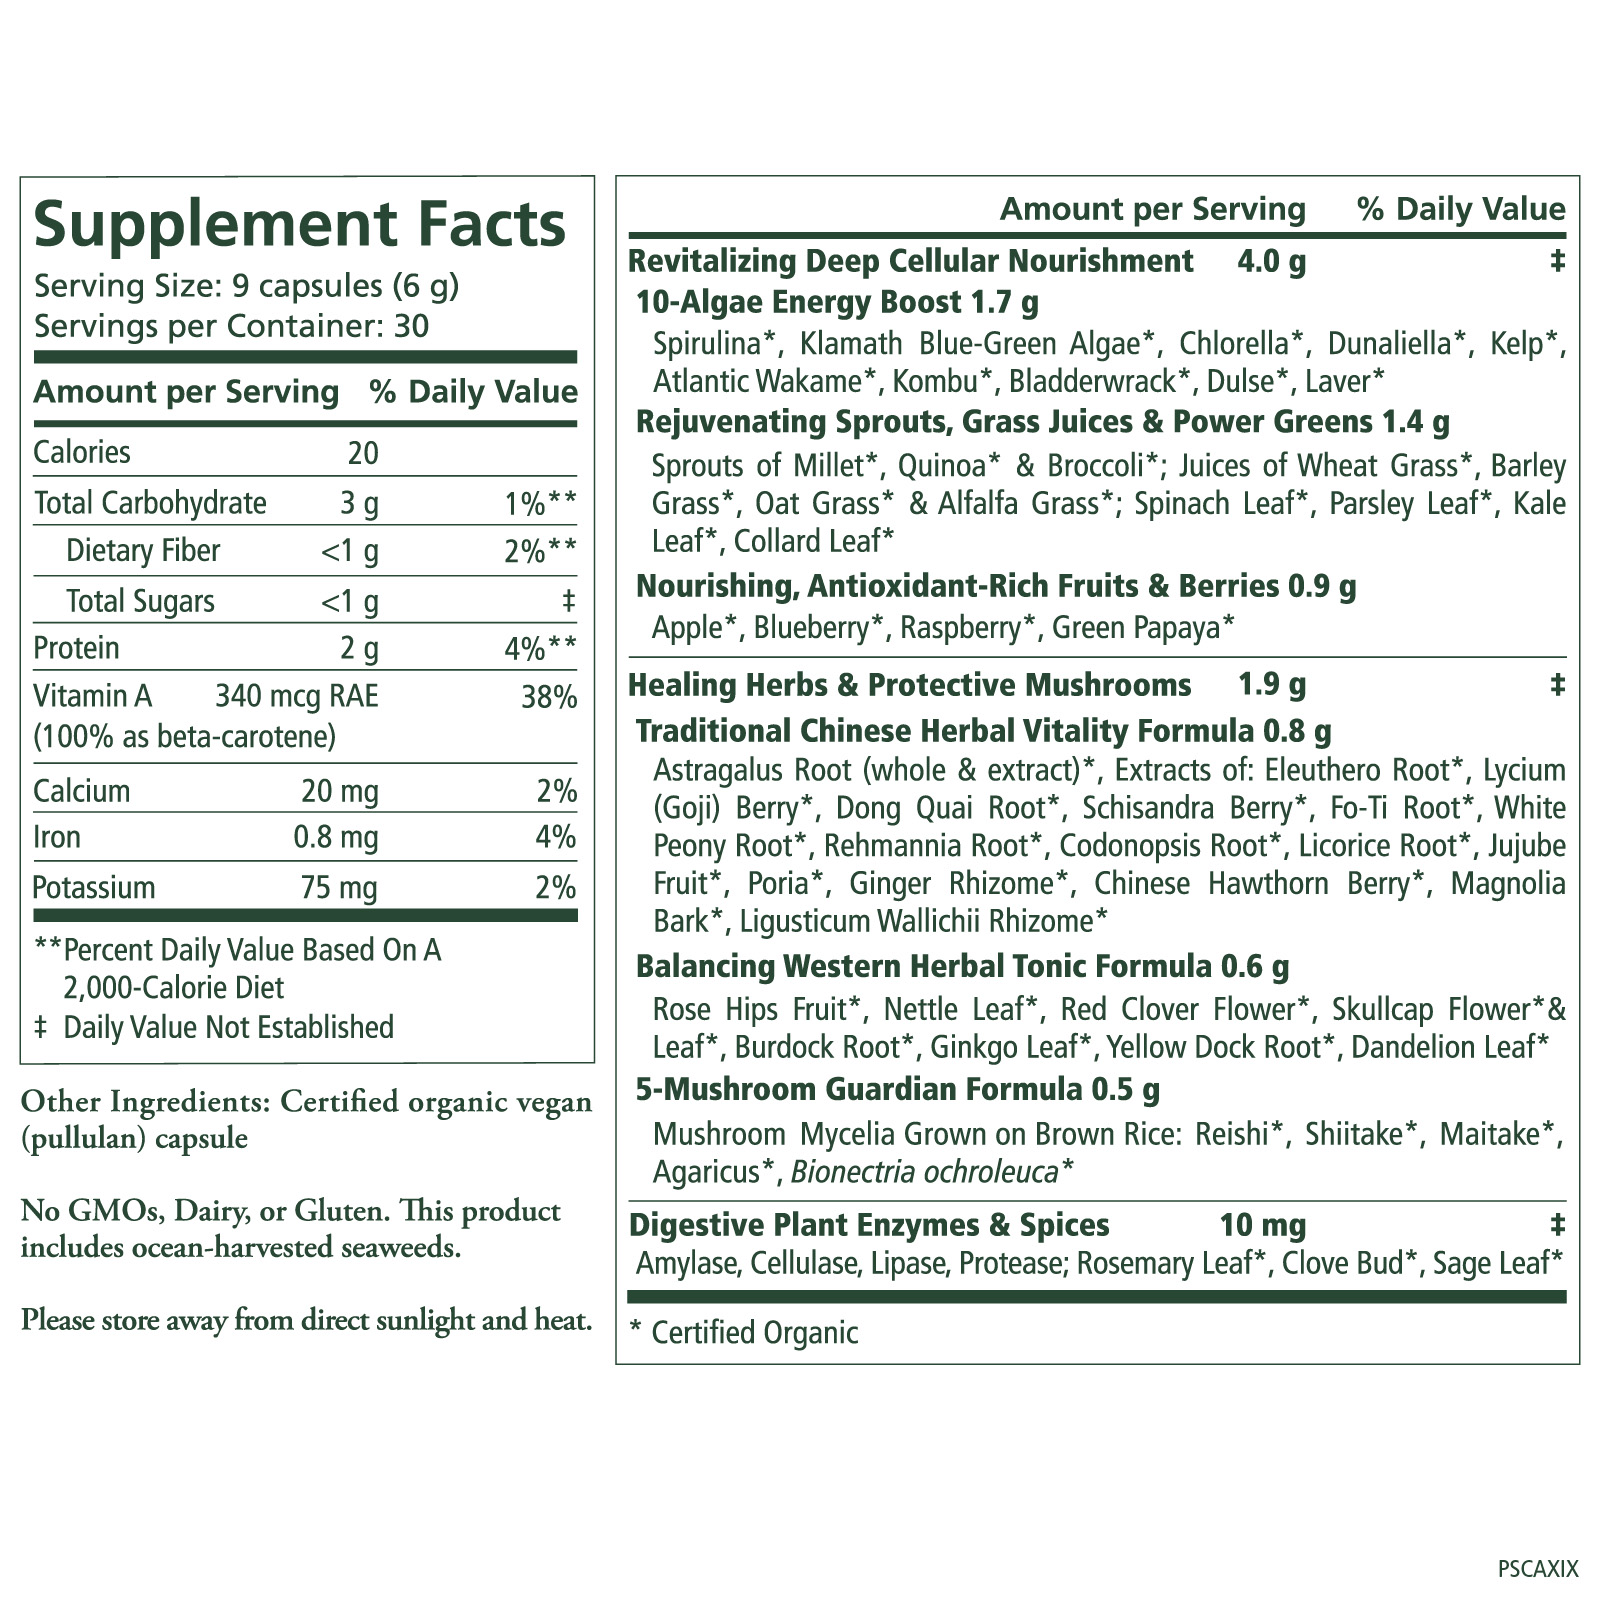 Supplement Facts
Serving Size: 9 capsules (6 g)
Servings per Container: 30
Amount per Serving % Daily Value
Calories 20
Total Carbohydrate 3 g 1%**
Dietary Fiber <1 g 2%**
Total Sugars <1 g ‡
Protein 2 g 4%**
Vitamin A 340 mcg RAE 38%
(100% as beta-carotene)
Calcium 20 mg 2%
Iron 0.8 mg 4%
Potassium 75 mg 2%
**Percent Daily Value Based On A
2,000-Calorie Diet
‡ Daily Value Not Established
Other Ingredients: Certified organic vegan
(pullulan) capsule
No GMOs, Dairy, or Gluten. This product
includes ocean-harvested seaweeds.
Please store away from direct sunlight and heat.
Amount per Serving % Daily Value
Revitalizing Deep Cellular Nourishment 4.0 g ‡
10-Algae Energy Boost 1.7 g
Spirulina*, Klamath Blue-Green Algae*, Chlorella*, Dunaliella*, Kelp*,
Atlantic Wakame*, Kombu*, Bladderwrack*, Dulse*, Laver*
Rejuvenating Sprouts, Grass Juices & Power Greens 1.4 g
Sprouts of Millet*, Quinoa* & Broccoli*; Juices of Wheat Grass*, Barley
Grass*, Oat Grass* & Alfalfa Grass*; Spinach Leaf*, Parsley Leaf*, Kale
Leaf*, Collard Leaf*
Nourishing, Antioxidant-Rich Fruits & Berries 0.9 g
Apple*, Blueberry*, Raspberry*, Green Papaya*
Healing Herbs & Protective Mushrooms 1.9 g ‡
Traditional Chinese Herbal Vitality Formula 0.8 g
Astragalus Root (whole & extract)*, Extracts of: Eleuthero Root*, Lycium
(Goji) Berry*, Dong Quai Root*, Schisandra Berry*, Fo-Ti Root*, White
Peony Root*, Rehmannia Root*, Codonopsis Root*, Licorice Root*, Jujube
Fruit*, Poria*, Ginger Rhizome*, Chinese Hawthorn Berry*, Magnolia
Bark*, Ligusticum Wallichii Rhizome*
Balancing Western Herbal Tonic Formula 0.6 g
Rose Hips Fruit*, Nettle Leaf*, Red Clover Flower*, Skullcap Flower*&
Leaf*, Burdock Root*, Ginkgo Leaf*, Yellow Dock Root*, Dandelion Leaf*
5-Mushroom Guardian Formula 0.5 g
Mushroom Mycelia Grown on Brown Rice: Reishi*, Shiitake*, Maitake*,
Agaricus*, Bionectria ochroleuca*
Digestive Plant Enzymes & Spices 10 mg ‡
Amylase, Cellulase, Lipase, Protease; Rosemary Leaf*, Clove Bud*, Sage Leaf*
* Certified Organic
PSCAXIX